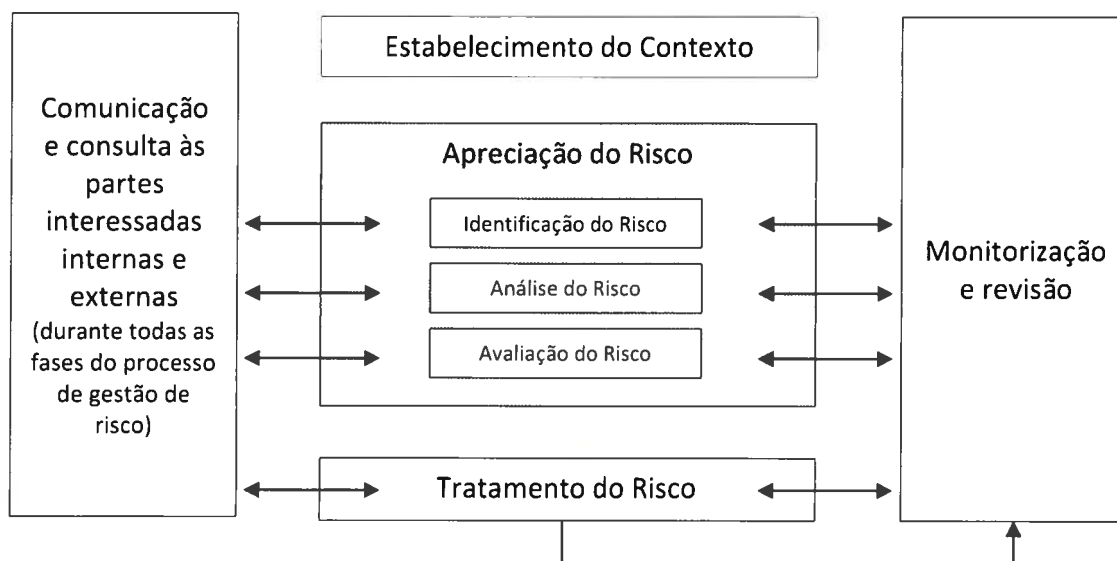 Comunicação
e consulta às
partes
interessadas
internas e
externas
(durante todas as
fases do processo
de gestão de
risco)
Estabelecimento do Contexto
Apreciação do Risco
Identificação do Risco
Análise do Risco
Avaliação do Risco
Tratamento do Risco
Monitorização
e revisão